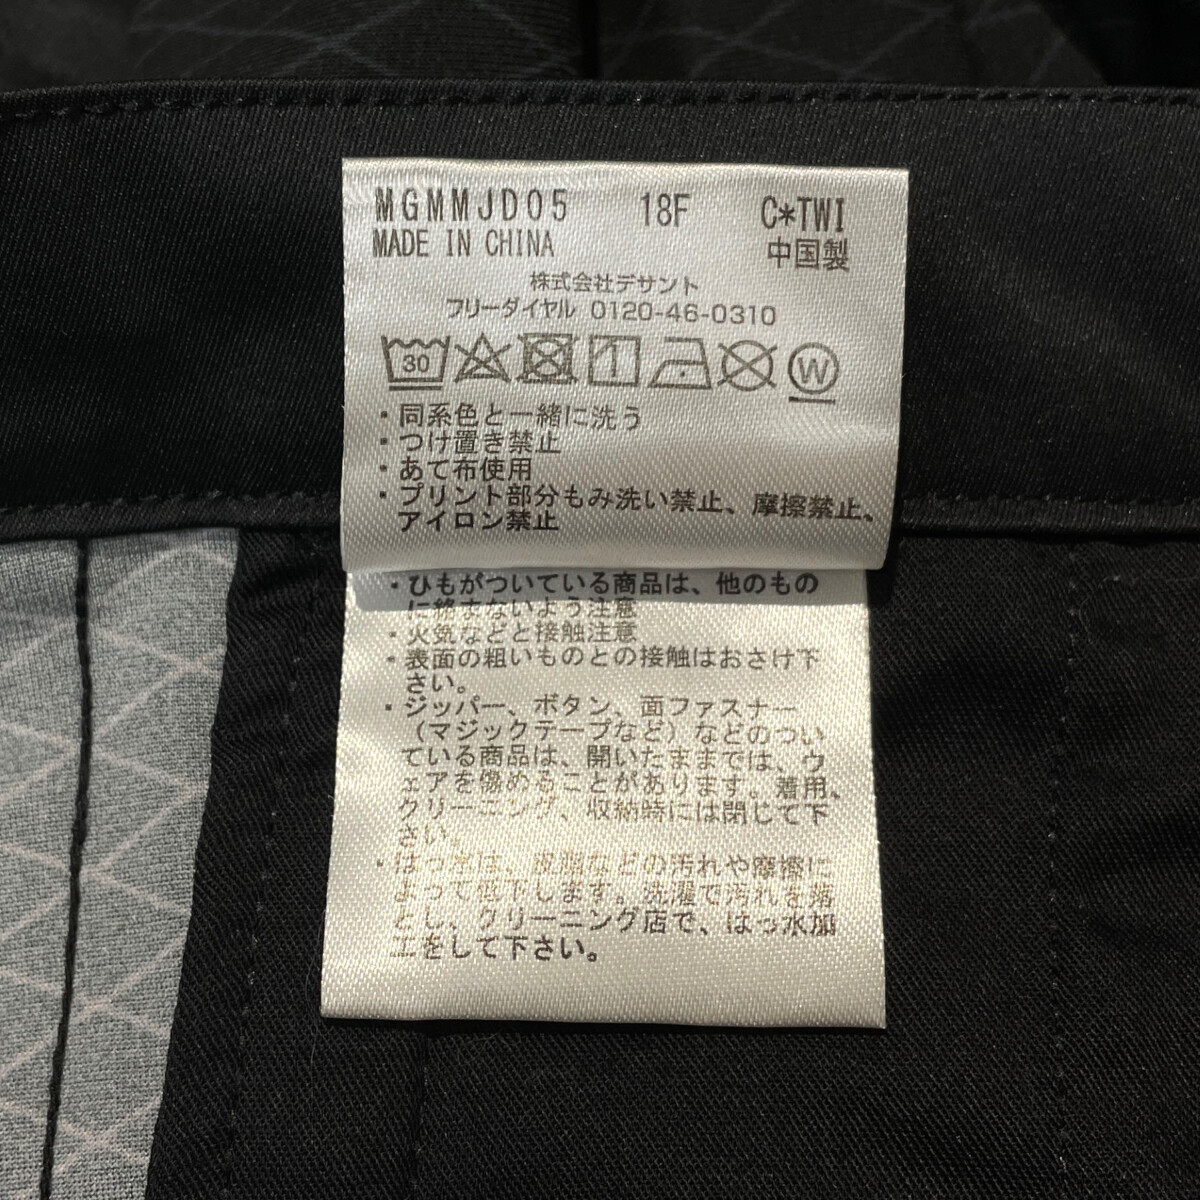 MGMMJD05 18F C*TWI
MADE IN CHINA 中国製
株式会社デサント
フリーダイヤル 0120-46-0310
30 1 W
・同系色と一緒に洗う
・つけ置き禁止
・あて布使用
・プリント部分もみ洗い禁止、摩擦禁止、
アイロン禁止
・ひもがついている商品は、他のもの
に絡まないよう注意
・火気などと接触注意
・表面の粗いものとの接触はおさけ下
さい。
・ジッパー、ボタン、面ファスナー
（マジックテープなど）などのつい
ている商品は、開いたままでは、ウ
ェアを傷めることがあります。着用、
クリーニング、収納時には閉じて下
さい。
・はっ水は、皮脂などの汚れや摩擦に
よって低下します。洗濯で汚れを落
とし、クリーニング店で、はっ水加
工をして下さい。